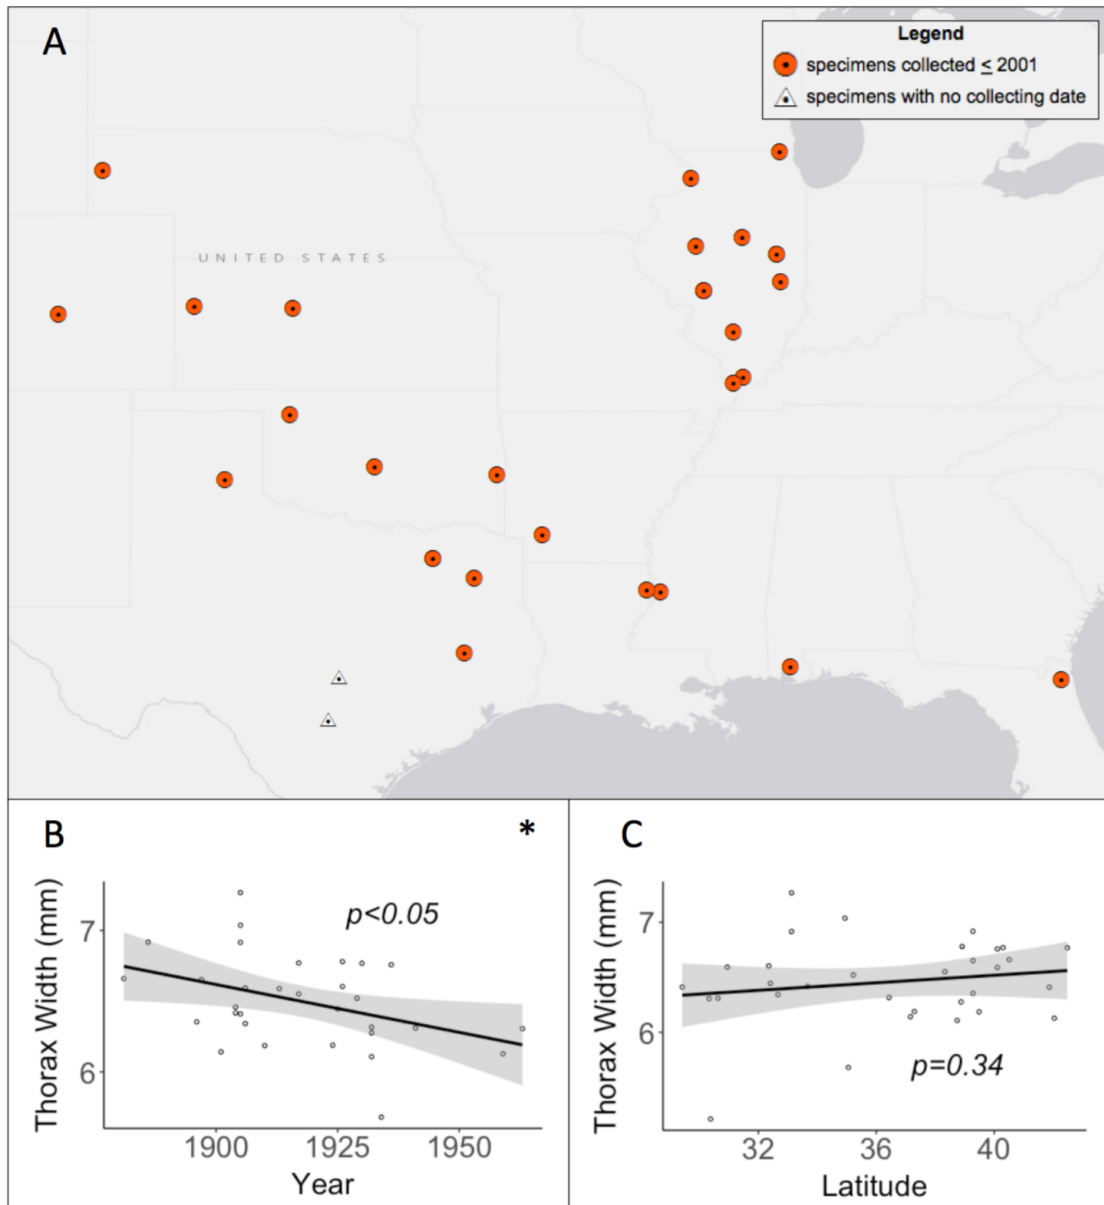 A
Legend
specimens collected ≤ 2001
specimens with no collecting date
UNITED STATES
B
*
p<0.05
Thorax Width (mm)
7
6
1900
1925
1950
Year
C
p=0.34
Thorax Width (mm)
7
6
32
36
40
Latitude